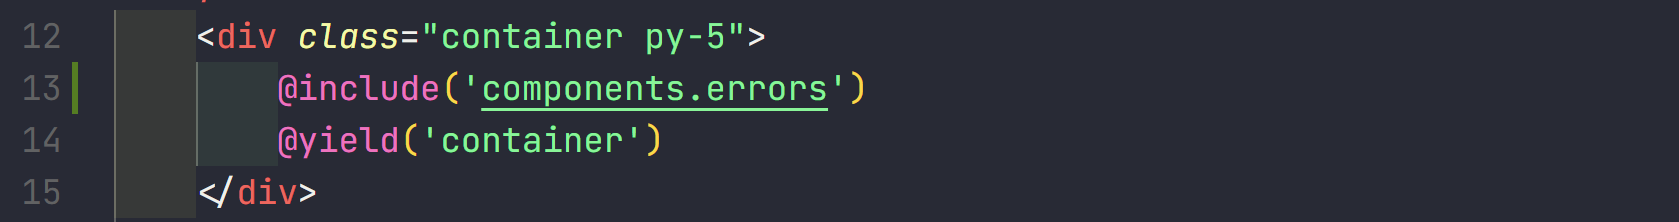 12 <div class="container py-5">
13 @include('components.errors')
14 @yield('container')
15 </div>